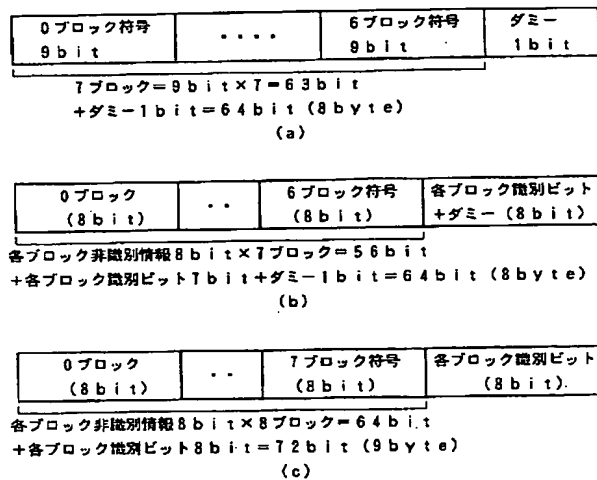 0ブロック符号 ・・・・ 6ブロック符号 ダミー
9bit 9bit 1bit
7ブロック=9bit×7=63bit
+ダミー1bit=64bit(8byte)
(a)
0ブロック ・・ 6ブロック符号 各ブロック識別ビット
(8bit) (8bit) +ダミー(8bit)
各ブロック非識別情報8bit×7ブロック=56bit
+各ブロック識別ビット7bit+ダミー1bit=64bit(8byte)
(b)
0ブロック ・・ 7ブロック符号 各ブロック識別ビット
(8bit) (8bit) (8bit).
各ブロック非識別情報8bit×8ブロック=64bit
+各ブロック識別ビット8bit=72bit(9byte)
(c)